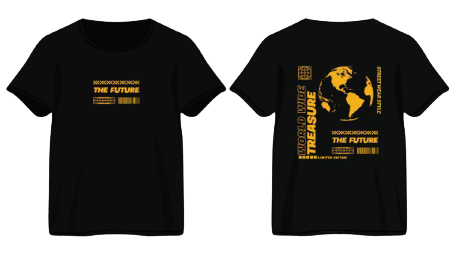 THE FUTURE
WORLD WIDE
TREASURE
STREET WEAR STYLE
THE FUTURE
LIMITED EDITION